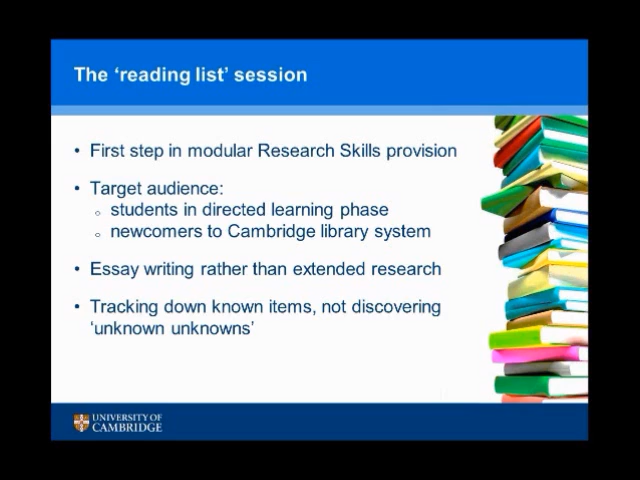 The ‘reading list’ session
• First step in modular Research Skills provision
• Target audience:
o students in directed learning phase
o newcomers to Cambridge library system
• Essay writing rather than extended research
• Tracking down known items, not discovering
‘unknown unknowns’
UNIVERSITY OF
CAMBRIDGE